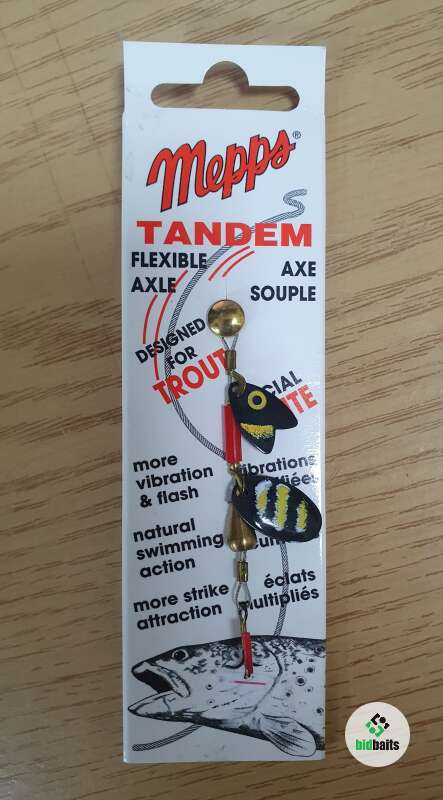 Mepps®
TANDEM
FLEXIBLE AXLE
AXE SOUPLE
DESIGNED FOR TROUT
more vibration & flash
natural swimming action
more strike attraction
éclats multipliés
bidbaits